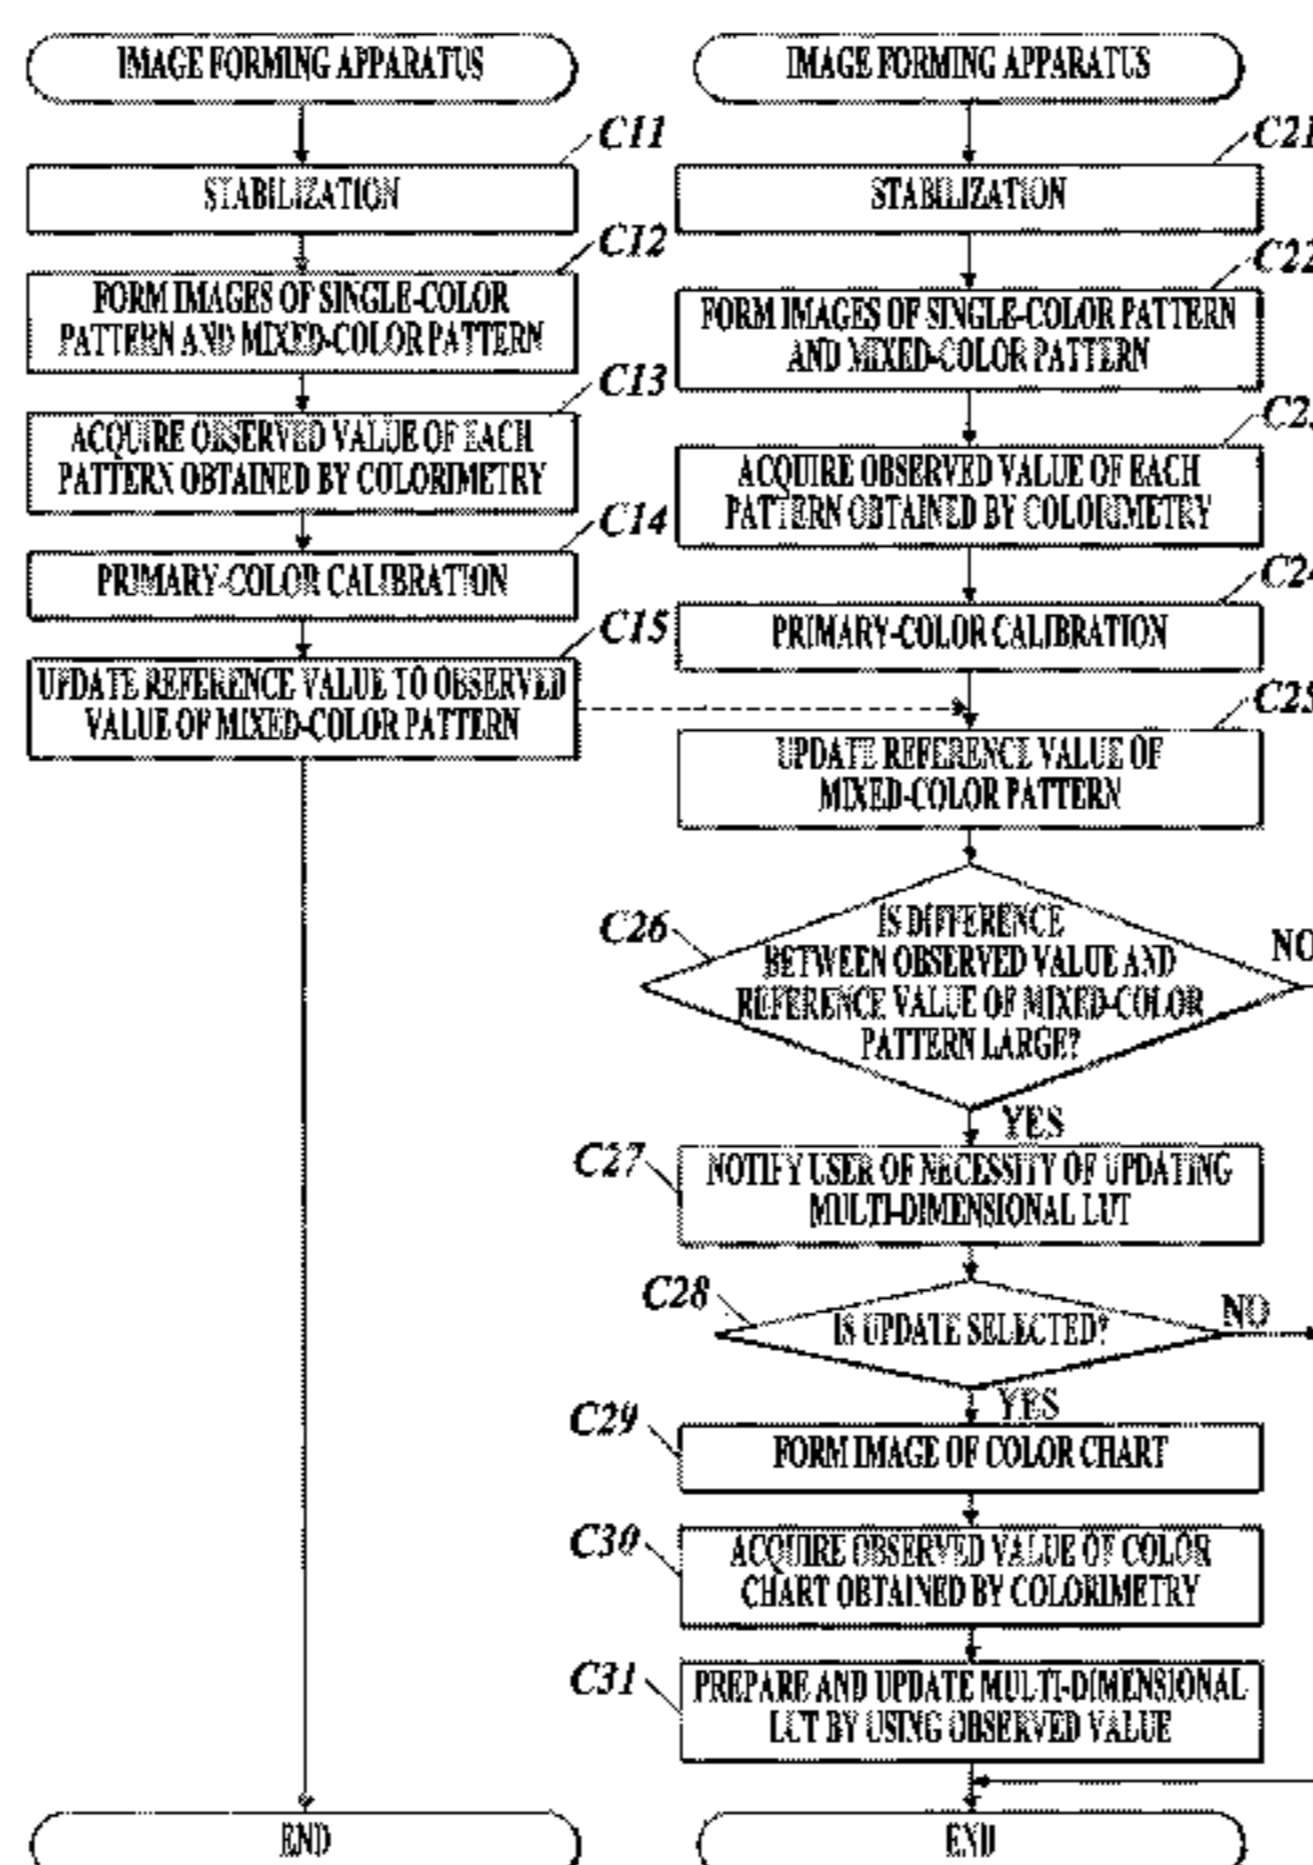 IMAGE FORMING APPARATUS
C11
STABILIZATION
C12
FORM IMAGES OF SINGLE-COLOR
PATTERN AND MIXED-COLOR PATTERN
C13
ACQUIRE OBSERVED VALUE OF EACH
PATTERN OBTAINED BY COLORIMETRY
C14
PRIMARY-COLOR CALIBRATION
C15
UPDATE REFERENCE VALUE TO OBSERVED
VALUE OF MIXED-COLOR PATTERN
END
IMAGE FORMING APPARATUS
C21
STABILIZATION
C22
FORM IMAGES OF SINGLE-COLOR PATTERN
AND MIXED-COLOR PATTERN
C23
ACQUIRE OBSERVED VALUE OF EACH
PATTERN OBTAINED BY COLORIMETRY
C24
PRIMARY-COLOR CALIBRATION
C25
UPDATE REFERENCE VALUE OF
MIXED-COLOR PATTERN
C26
IS DIFFERENCE
BETWEEN OBSERVED VALUE AND
REFERENCE VALUE OF MIXED-COLOR
PATTERN LARGE?
NO
YES
C27
NOTIFY USER OF NECESSITY OF UPDATING
MULTI-DIMENSIONAL LUT
C28
IS UPDATE SELECTED?
NO
YES
C29
FORM IMAGE OF COLOR CHART
C30
ACQUIRE OBSERVED VALUE OF COLOR
CHART OBTAINED BY COLORIMETRY
C31
PREPARE AND UPDATE MULTI-DIMENSIONAL
LUT BY USING OBSERVED VALUE
END